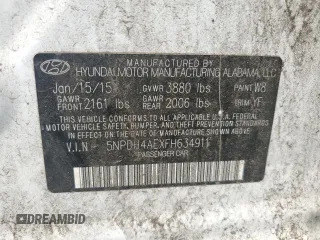 MANUFACTURED BY
HYUNDAI MOTOR MANUFACTURING ALABAMA, LLC
Jan/15/15 GVWR 3880 lbs PAINT W8
GAWR FRONT 2161 lbs GAWR REAR 2006 lbs TRIM YF
THIS VEHICLE CONFORMS TO ALL APPLICABLE U.S. FEDERAL
MOTOR VEHICLE SAFETY, BUMPER, AND THEFT PREVENTION
STANDARDS IN EFFECT ON THE DATE OF MANUFACTURE
SHOWN ABOVE.
V.I.N - 5NPDH4AEXFH634911
PASSENGER CAR
© AUTOBIDMIND